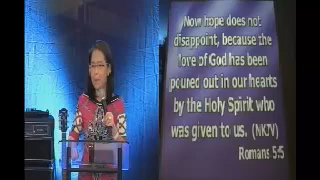 Now hope does not
disappoint, because the
love of God has been
poured out in our hearts
by the Holy Spirit who
was given to us. (NKJV)
Romans 5:5